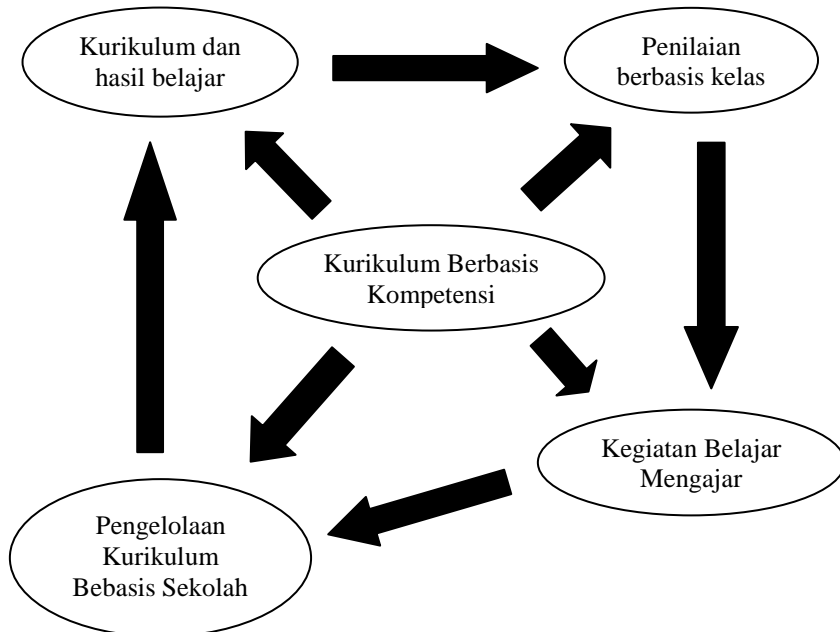 Kurikulum dan
hasil belajar
Penilaian
berbasis kelas
Kurikulum Berbasis
Kompetensi
Kegiatan Belajar
Mengajar
Pengelolaan
Kurikulum
Bebasis Sekolah